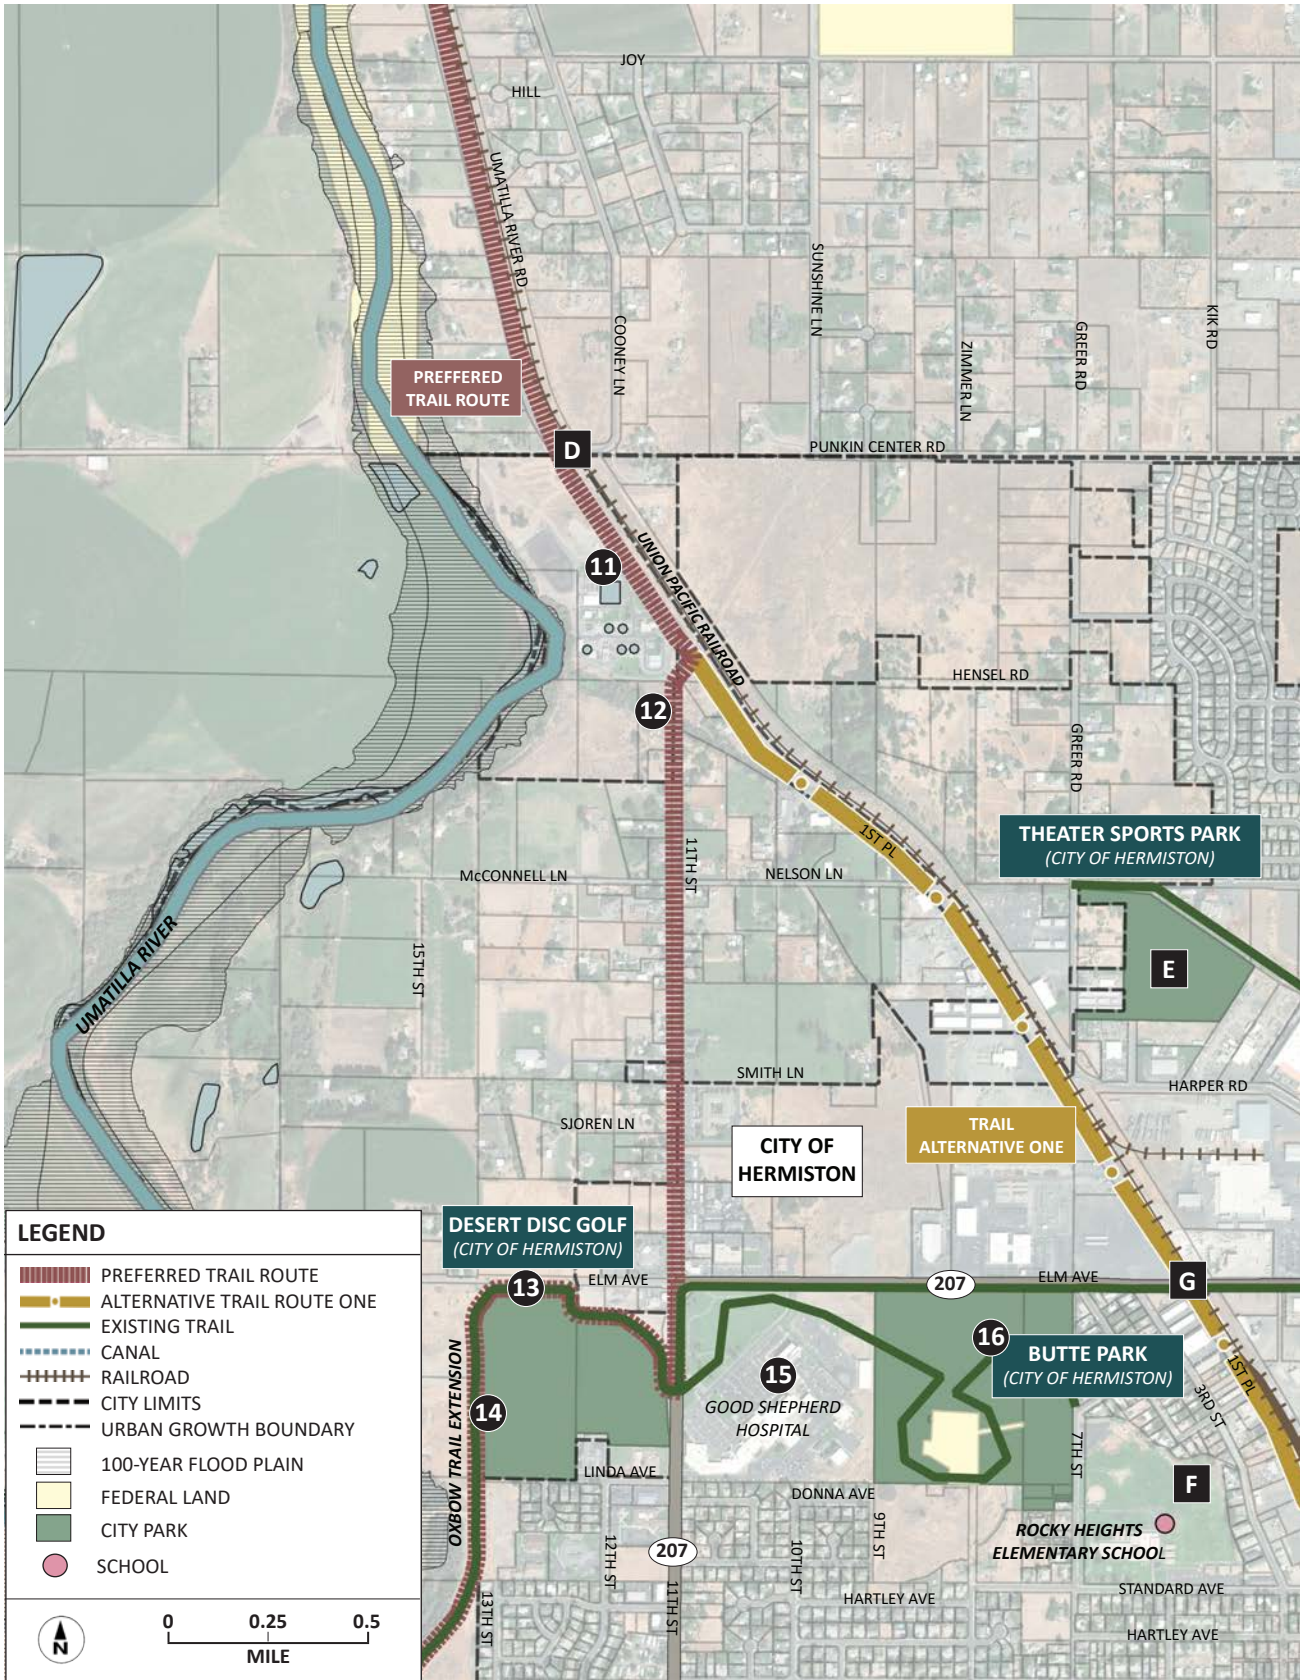 JOY
HILL
UMATILLA RIVER RD
SUNSHINE LN
COONEY LN
ZIMMER LN
GREER RD
KIK RD
PREFFERED
TRAIL ROUTE
D
PUNKIN CENTER RD
11
UNION PACIFIC RAILROAD
HENSEL RD
12
GREER RD
1ST PL
THEATER SPORTS PARK
(CITY OF HERMISTON)
11TH ST
McCONNELL LN
NELSON LN
15TH ST
E
UMATILLA RIVER
SMITH LN
HARPER RD
SJOREN LN
TRAIL
ALTERNATIVE ONE
CITY OF
HERMISTON
DESERT DISC GOLF
(CITY OF HERMISTON)
13
ELM AVE
207
ELM AVE
G
16
BUTTE PARK
(CITY OF HERMISTON)
1ST PL
3RD ST
15
GOOD SHEPHERD
HOSPITAL
14
OXBOW TRAIL EXTENSION
7TH ST
LINDA AVE
DONNA AVE
F
9TH ST
ROCKY HEIGHTS
ELEMENTARY SCHOOL
207
12TH ST
10TH ST
STANDARD AVE
HARTLEY AVE
13TH ST
11TH ST
HARTLEY AVE
LEGEND
PREFERRED TRAIL ROUTE
ALTERNATIVE TRAIL ROUTE ONE
EXISTING TRAIL
CANAL
RAILROAD
CITY LIMITS
URBAN GROWTH BOUNDARY
100-YEAR FLOOD PLAIN
FEDERAL LAND
CITY PARK
SCHOOL
N
0 0.25 0.5
MILE